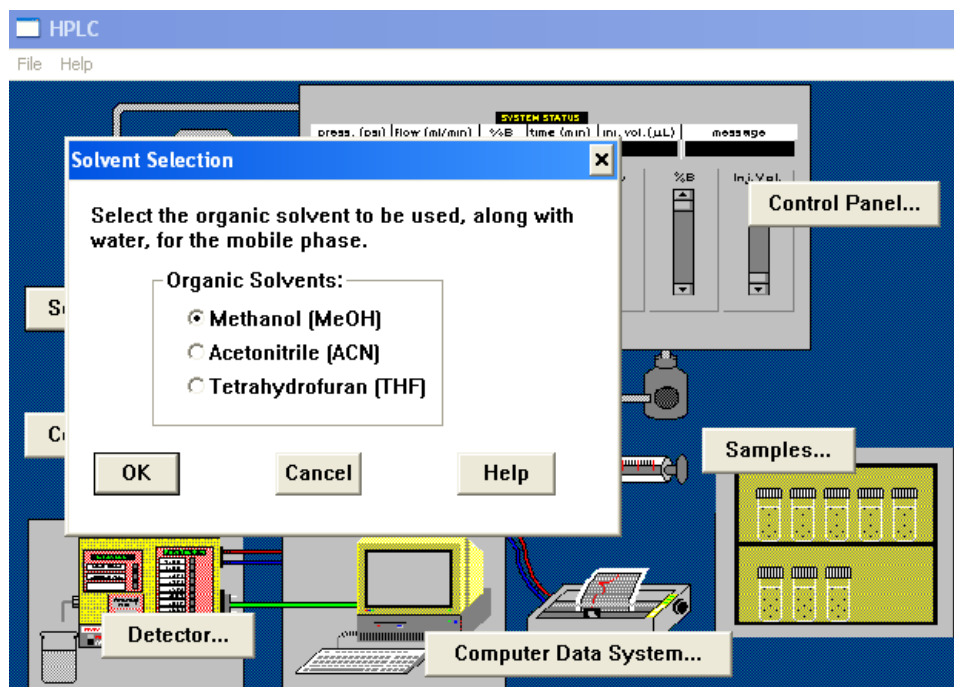 HPLC
File Help
SYSTEM STATUS
press. (psi) flow (ml/min) %B time (min) inj. vol. (µL) message
Solvent Selection
%B Inj.Vol.
Control Panel...
Select the organic solvent to be used, along with
water, for the mobile phase.
Organic Solvents:
Methanol (MeOH)
Acetonitrile (ACN)
Tetrahydrofuran (THF)
OK Cancel Help
Samples...
Detector...
Computer Data System...